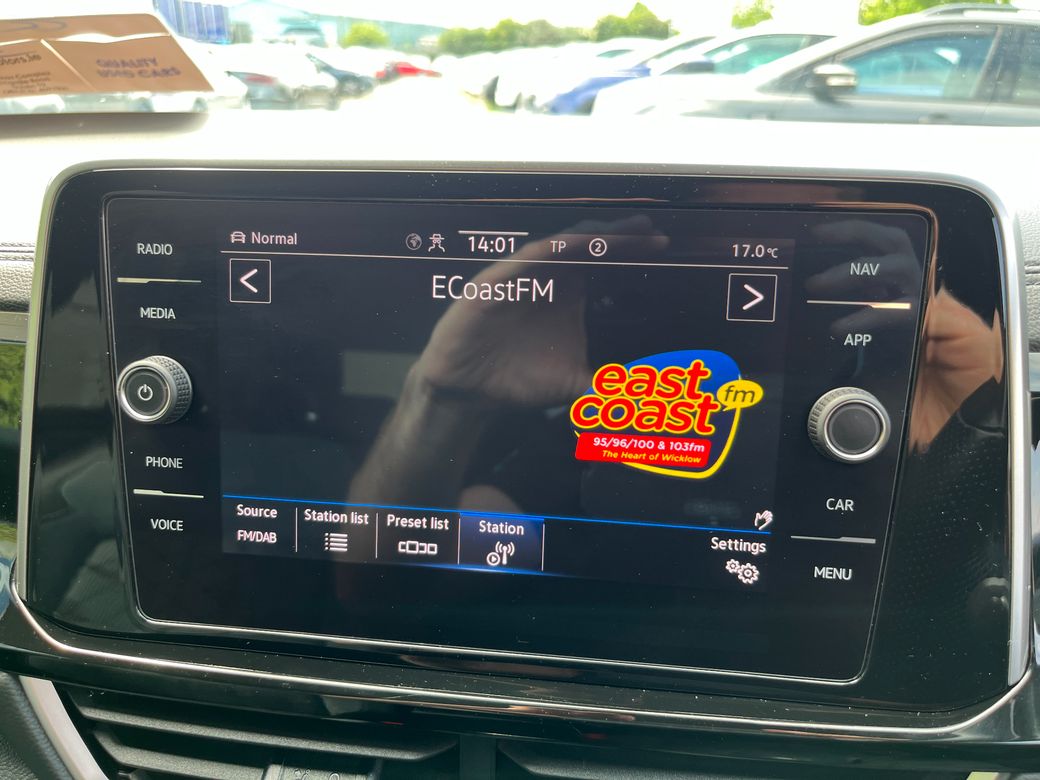 QUALITY
USED CARS
RADIO
MEDIA
PHONE
VOICE
Normal
14:01
TP
2
17.0°C
ECoastFM
east
coast
fm
95/96/100 & 103fm
The Heart of Wicklow
Source
FM/DAB
Station list
Preset list
Station
Settings
NAV
APP
CAR
MENU